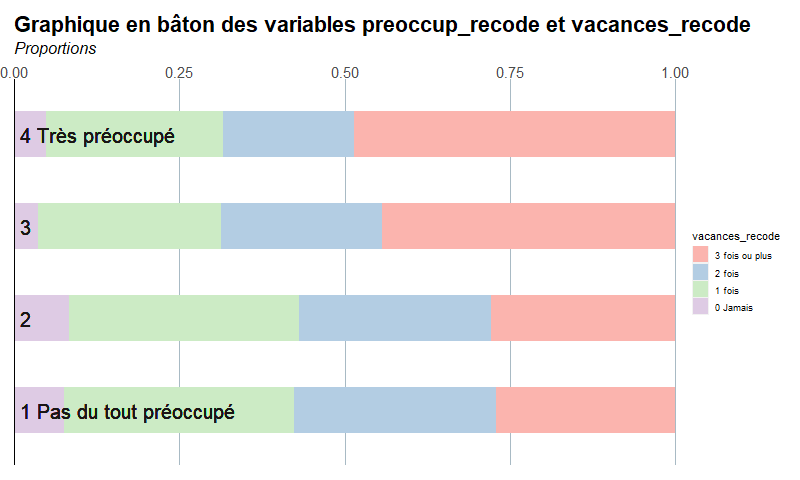 Graphique en bâton des variables preoccup_recode et vacances_recode
Proportions
0.00 0.25 0.50 0.75 1.00
4 Très préoccupé
3
2
1 Pas du tout préoccupé
vacances_recode
3 fois ou plus
2 fois
1 fois
0 Jamais